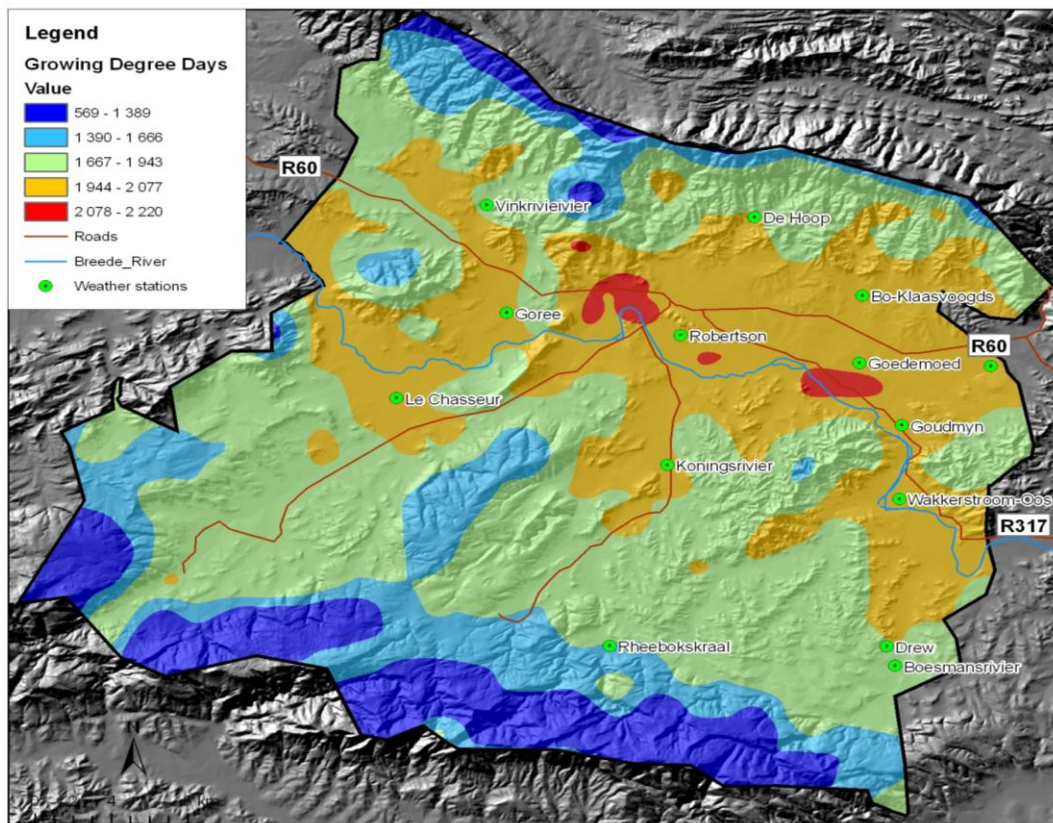 Legend
Growing Degree Days
Value
569 - 1 389
1 390 - 1 666
1 667 - 1 943
1 944 - 2 077
2 078 - 2 220
Roads
Breede_River
Weather stations
R60
Vinkrivieivier
De Hoop
Bo-Klaasvoogds
Goree
Robertson
R60
Goedemoed
Le Chasseur
Goudmyn
Koningsrivier
Wakkerstroom-Oos
R317
Rheebokskraal
Drew
Boesmansrivier